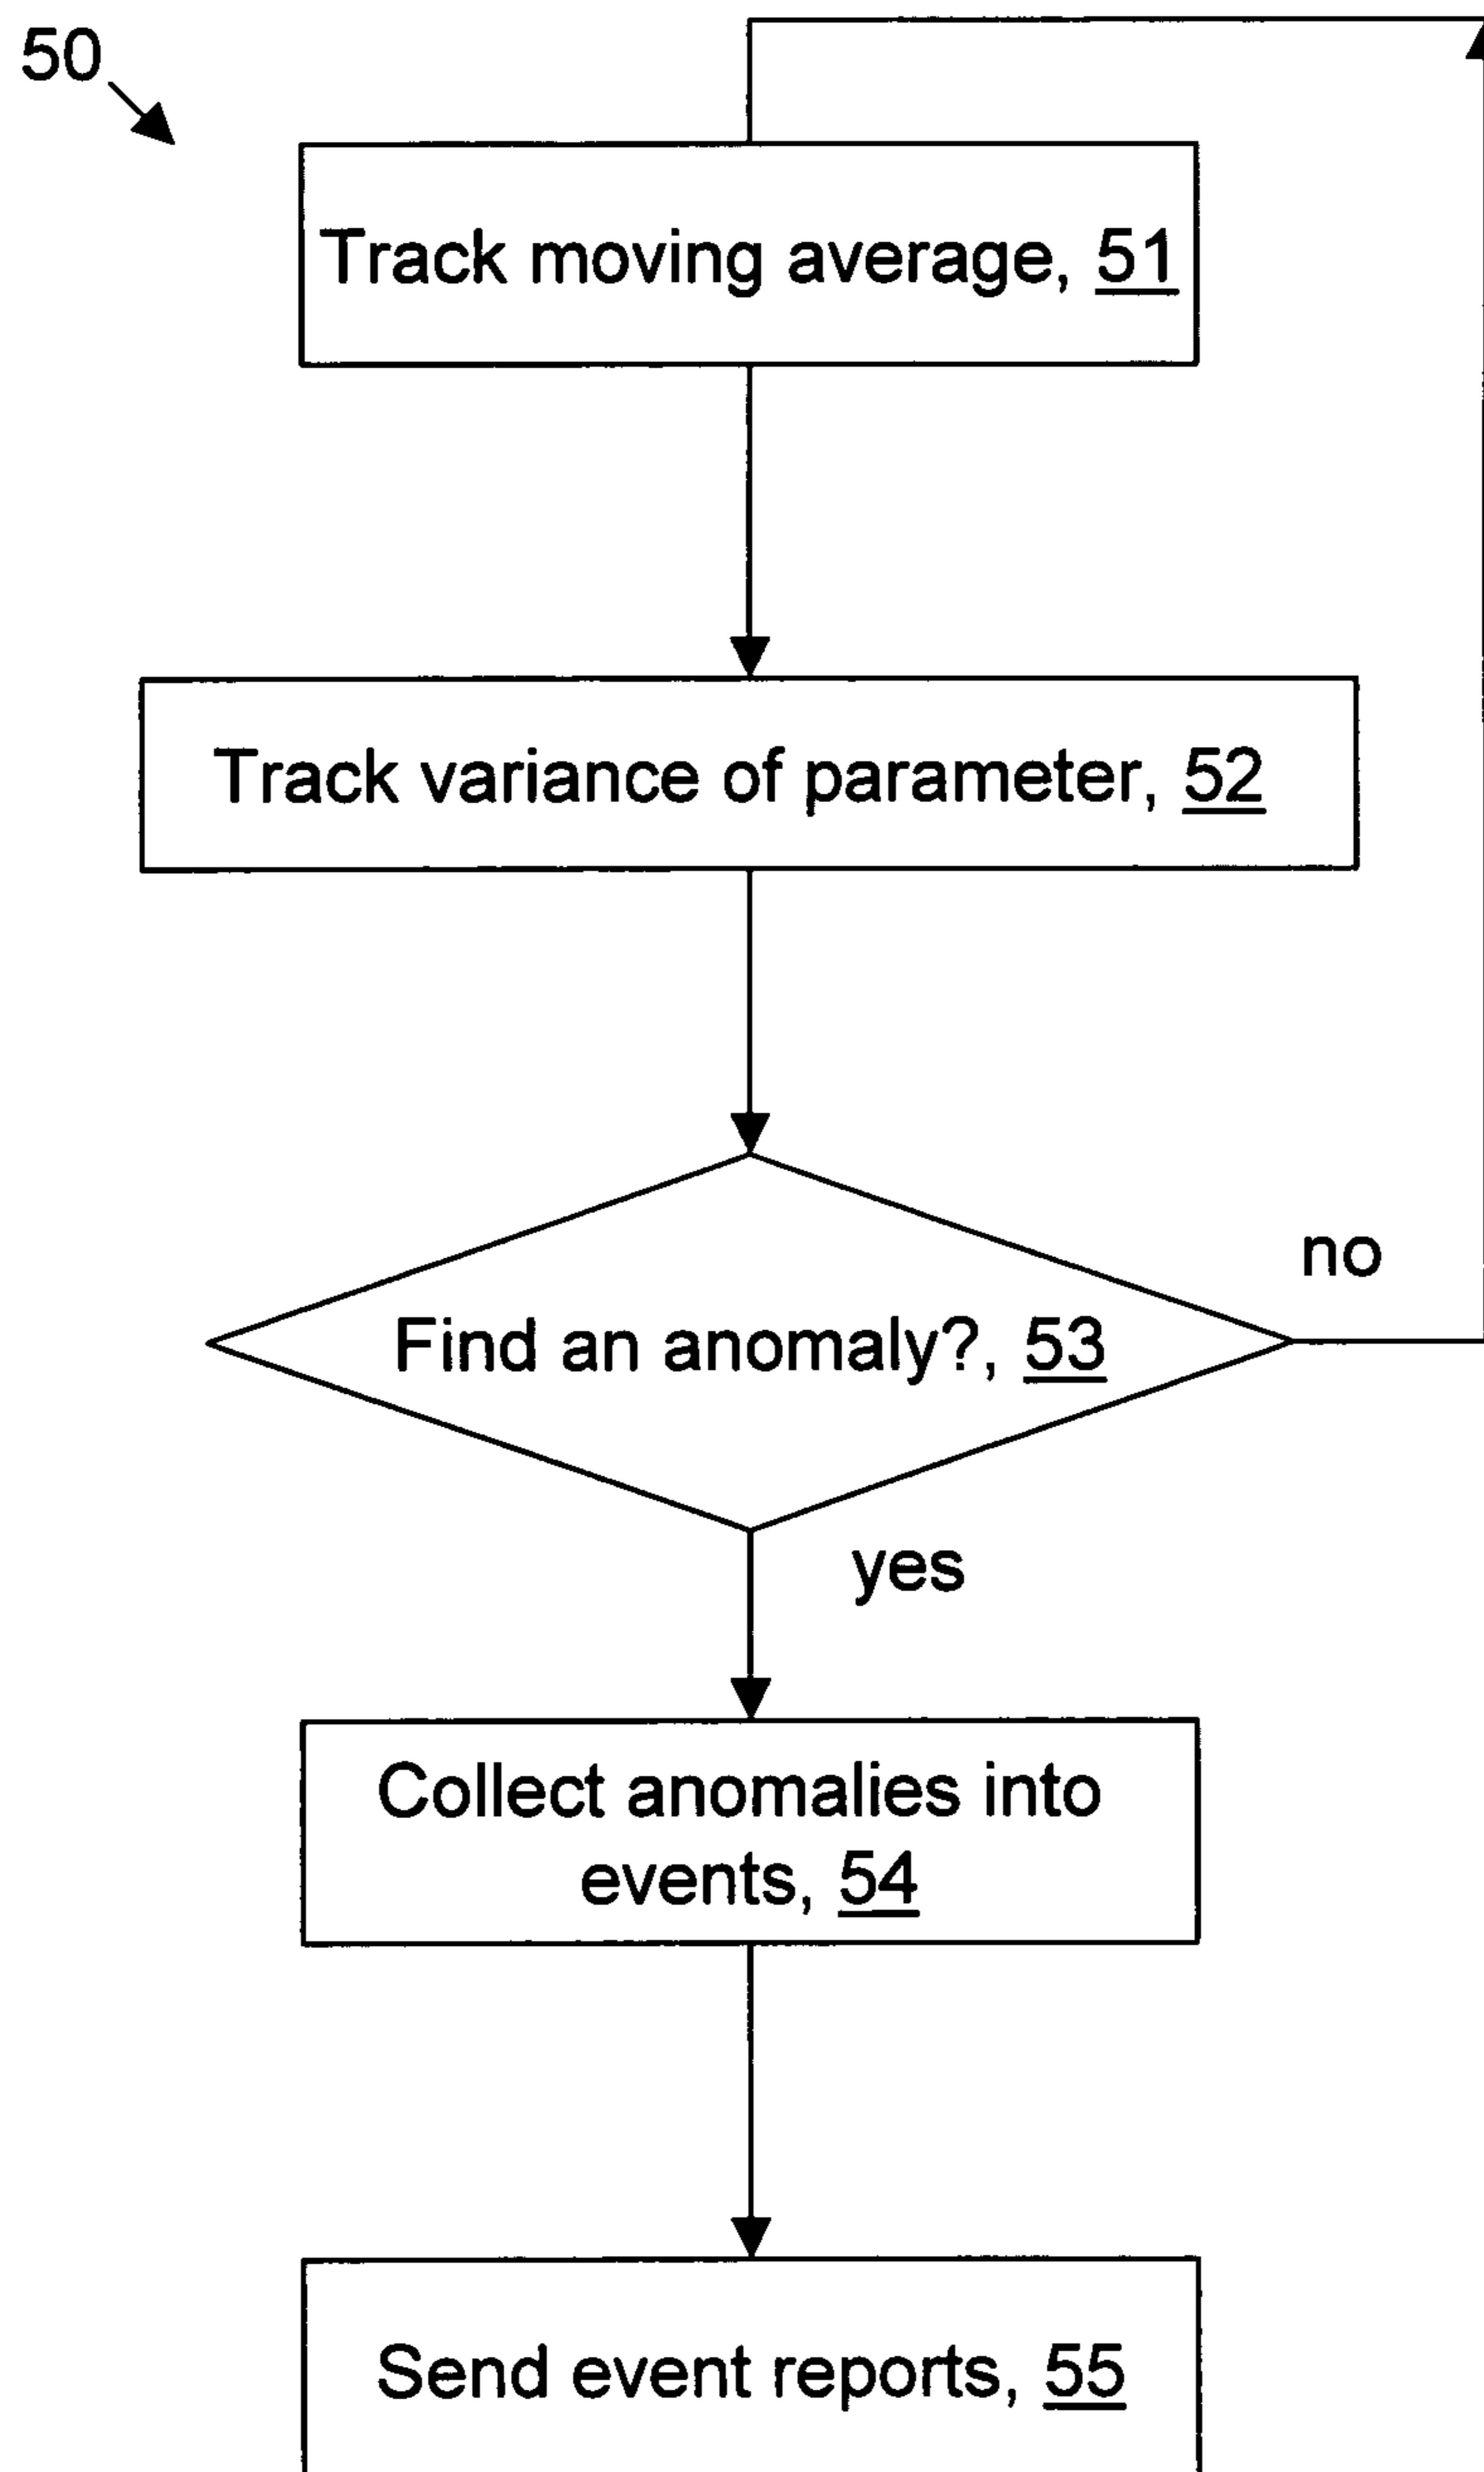 50
Track moving average, 51
Track variance of parameter, 52
Find an anomaly?, 53
no
yes
Collect anomalies into
events, 54
Send event reports, 55